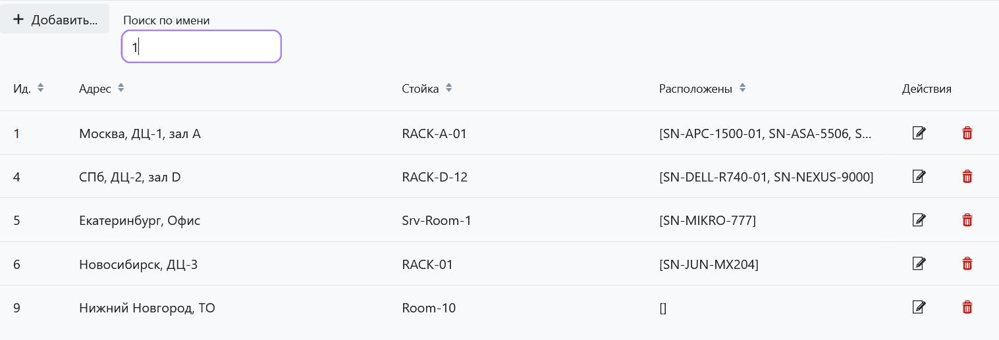 Добавить...
Поиск по имени
1
Ид. Адрес Стойка Расположены Действия
1 Москва, ДЦ-1, зал A RACK-A-01 [SN-APC-1500-01, SN-ASA-5506, S...
4 СПб, ДЦ-2, зал D RACK-D-12 [SN-DELL-R740-01, SN-NEXUS-9000]
5 Екатеринбург, Офис Srv-Room-1 [SN-MIKRO-777]
6 Новосибирск, ДЦ-3 RACK-01 [SN-JUN-MX204]
9 Нижний Новгород, ТО Room-10 []